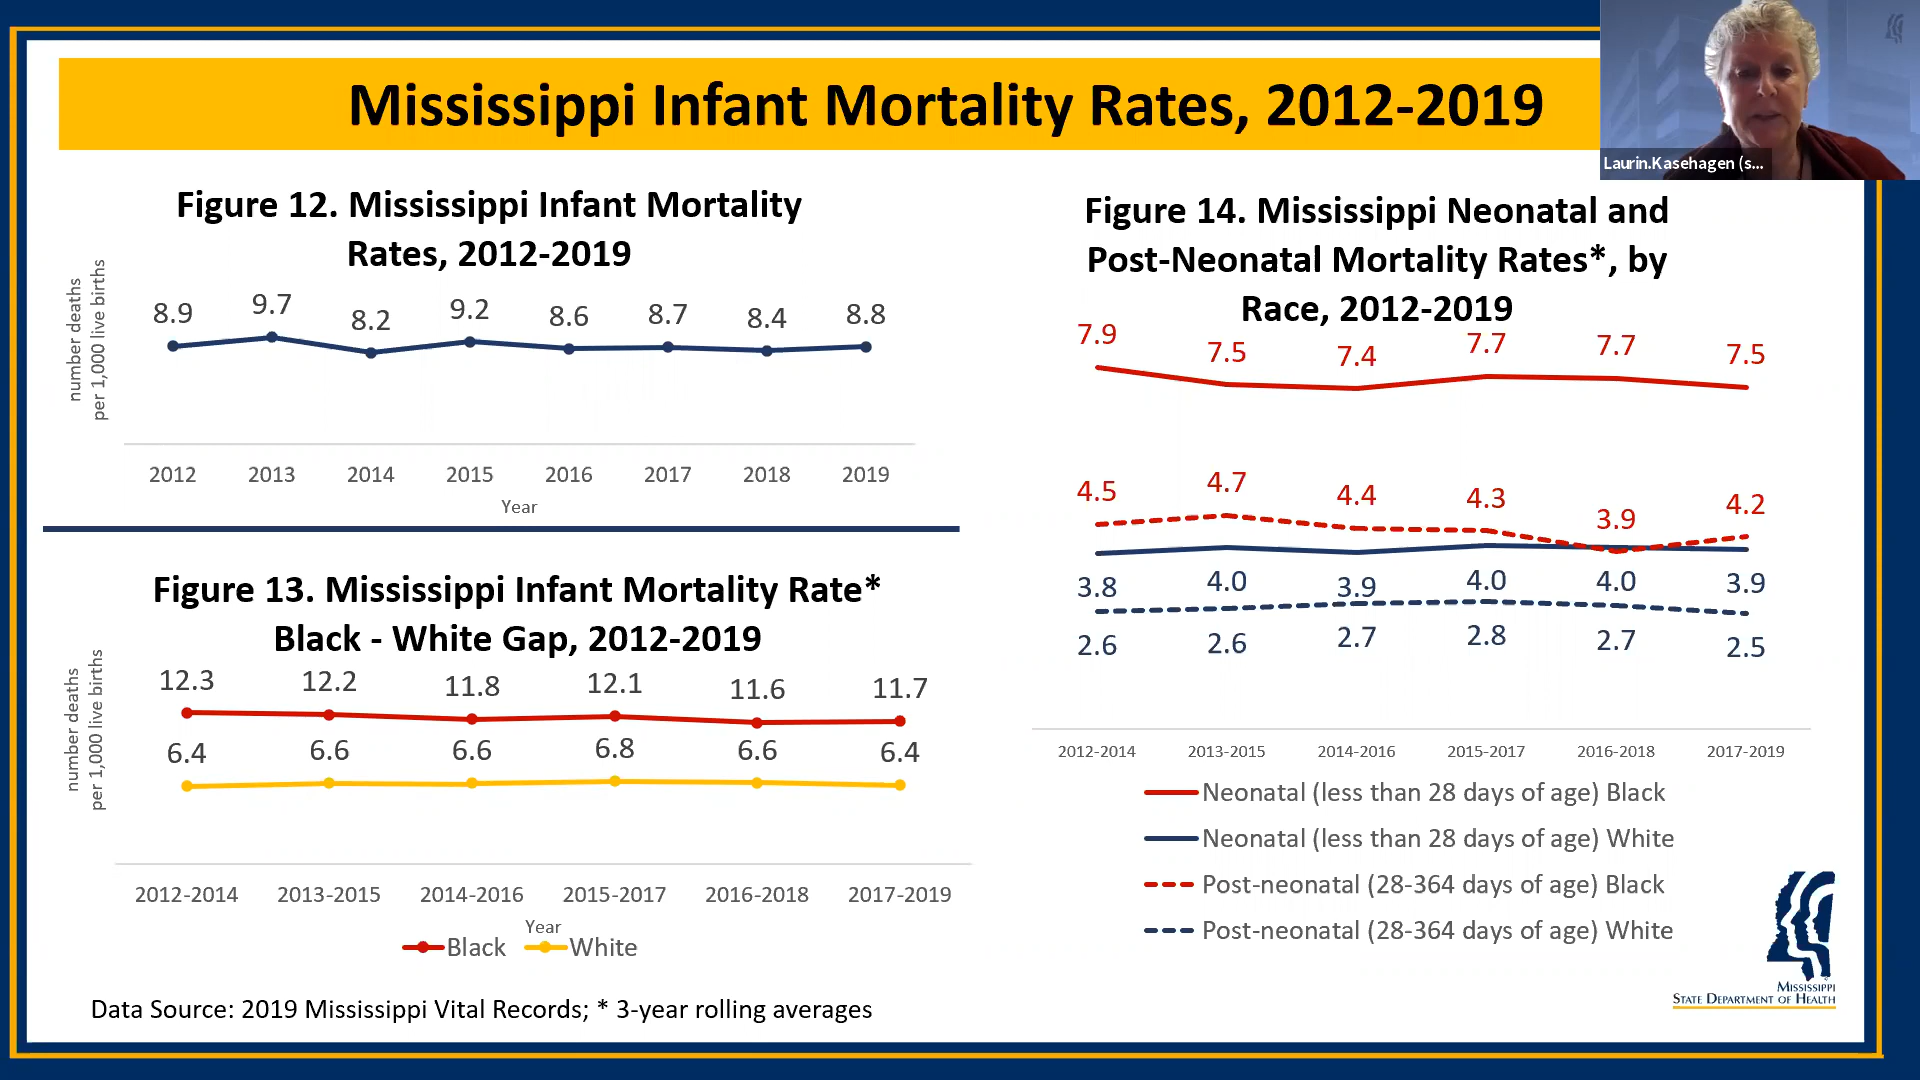 Mississippi Infant Mortality Rates, 2012-2019
Laurin.Kasehagen (s...
Figure 12. Mississippi Infant Mortality
Rates, 2012-2019
number deaths
per 1,000 live births
8.9 9.7 8.2 9.2 8.6 8.7 8.4 8.8
2012 2013 2014 2015 2016 2017 2018 2019
Year
Figure 13. Mississippi Infant Mortality Rate*
Black - White Gap, 2012-2019
number deaths
per 1,000 live births
12.3 12.2 11.8 12.1 11.6 11.7
6.4 6.6 6.6 6.8 6.6 6.4
2012-2014 2013-2015 2014-2016 2015-2017 2016-2018 2017-2019
Year
Black White
Data Source: 2019 Mississippi Vital Records; * 3-year rolling averages
Figure 14. Mississippi Neonatal and
Post-Neonatal Mortality Rates*, by
Race, 2012-2019
7.9 7.5 7.4 7.7 7.7 7.5
4.5 4.7 4.4 4.3 3.9 4.2
3.8 4.0 3.9 4.0 4.0 3.9
2.6 2.6 2.7 2.8 2.7 2.5
2012-2014 2013-2015 2014-2016 2015-2017 2016-2018 2017-2019
Neonatal (less than 28 days of age) Black
Neonatal (less than 28 days of age) White
Post-neonatal (28-364 days of age) Black
Post-neonatal (28-364 days of age) White
MISSISSIPPI
STATE DEPARTMENT OF HEALTH